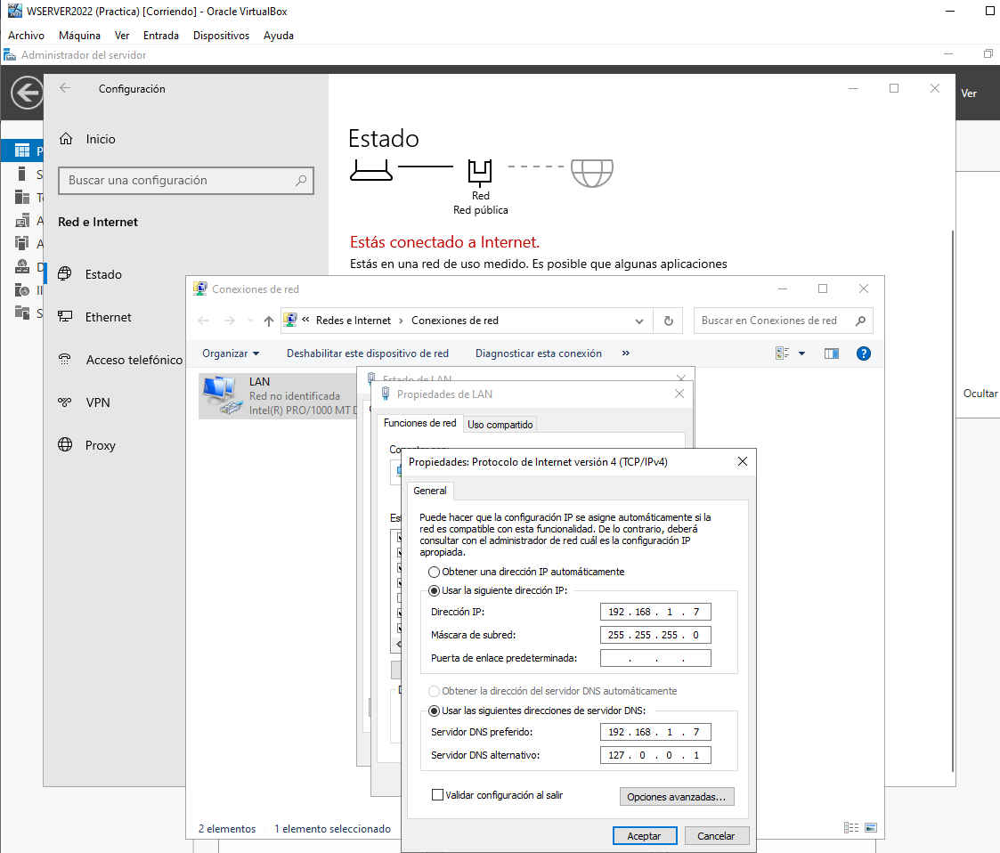 WSERVER2022 (Practica) [Corriendo] - Oracle VirtualBox
Archivo Máquina Ver Entrada Dispositivos Ayuda
Administrador del servidor
Configuración
Ver
Inicio
Buscar una configuración
Red e Internet
Estado
Ethernet
Acceso telefónico
VPN
Proxy
Estado
Red
Red pública
Estás conectado a Internet.
Estás en una red de uso medido. Es posible que algunas aplicaciones
Ocultar
Conexiones de red
« Redes e Internet › Conexiones de red
Buscar en Conexiones de red
Organizar Deshabilitar este dispositivo de red Diagnosticar esta conexión »
LAN
Red no identificada
Intel(R) PRO/1000 MT D
Estado de LAN
Propiedades de LAN
Funciones de red Uso compartido
Propiedades: Protocolo de Internet versión 4 (TCP/IPv4)
General
Puede hacer que la configuración IP se asigne automáticamente si la
red es compatible con esta funcionalidad. De lo contrario, deberá
consultar con el administrador de red cuál es la configuración IP
apropiada.
Obtener una dirección IP automáticamente
Usar la siguiente dirección IP:
Dirección IP: 192 . 168 . 1 . 7
Máscara de subred: 255 . 255 . 255 . 0
Puerta de enlace predeterminada: . . .
Obtener la dirección del servidor DNS automáticamente
Usar las siguientes direcciones de servidor DNS:
Servidor DNS preferido: 192 . 168 . 1 . 7
Servidor DNS alternativo: 127 . 0 . 0 . 1
Validar configuración al salir
Opciones avanzadas...
Aceptar Cancelar
2 elementos 1 elemento seleccionado